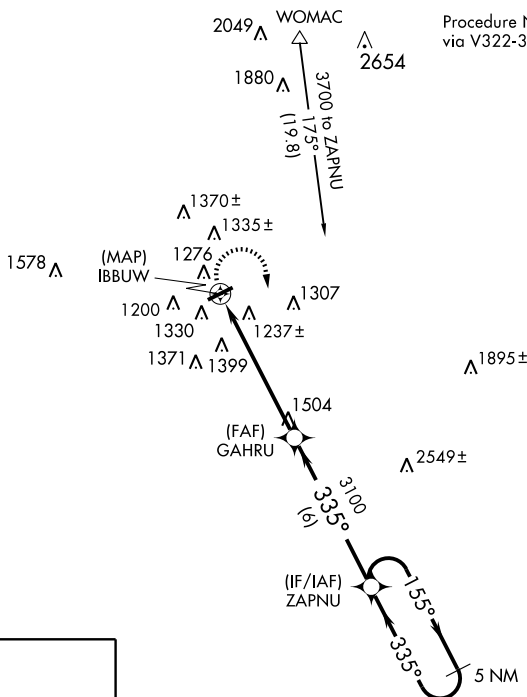 WOMAC
2049
2654
Procedure N
via V322-3
1880
3700 to ZAPNU
175°
(19.8)
1370±
1335±
(MAP)
IBBUW
1276
1578
1200
1307
1330
1237±
1371
1399
1895±
1504
(FAF)
GAHRU
2549±
3100
335°
(6)
(IF/IAF)
ZAPNU
155°
335°
5 NM